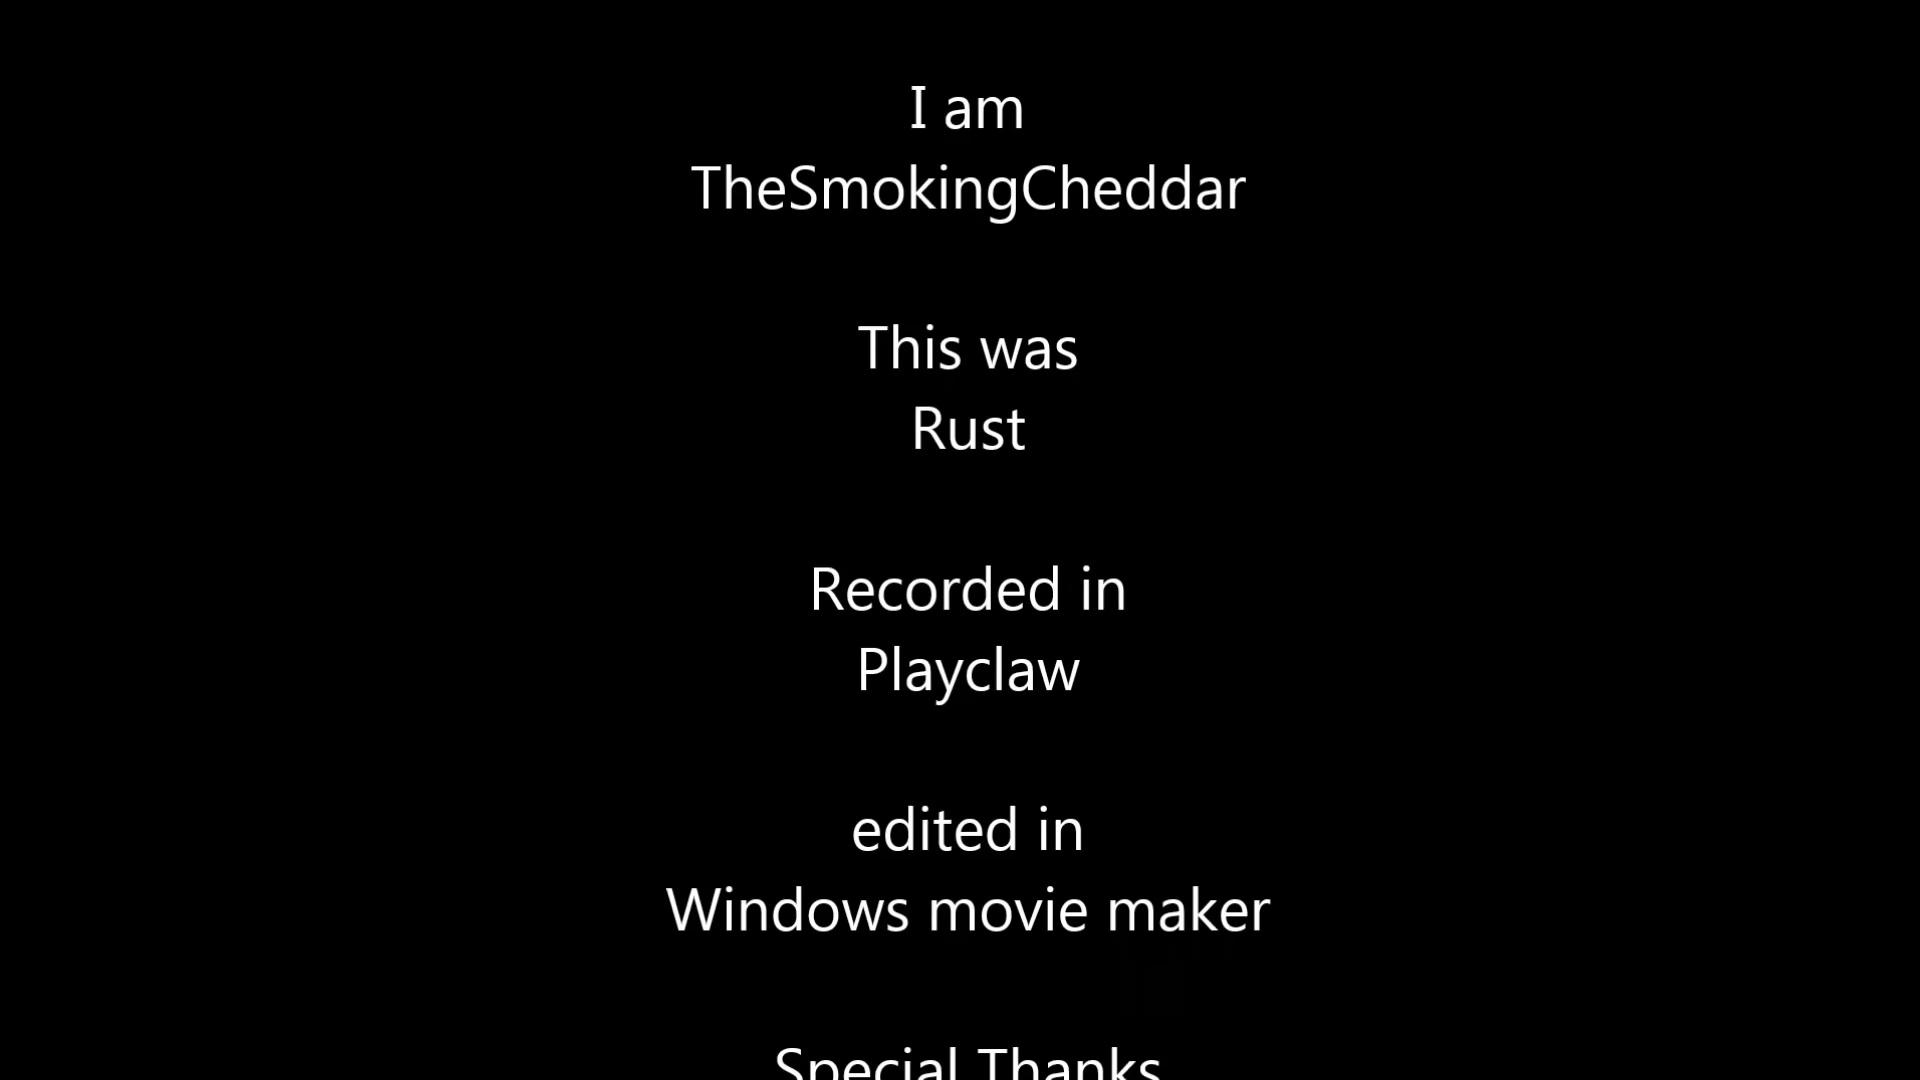 I am
TheSmokingCheddar
This was
Rust
Recorded in
Playclaw
edited in
Windows movie maker
Special Thanks